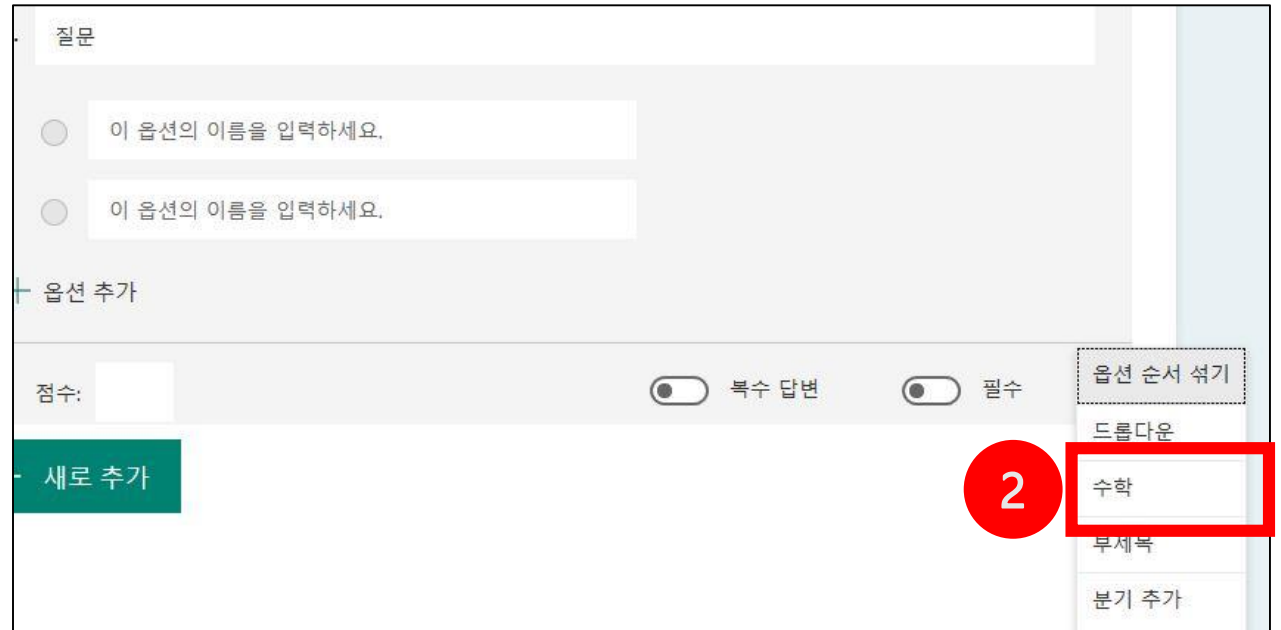 질문
이 옵션의 이름을 입력하세요.
이 옵션의 이름을 입력하세요.
+ 옵션 추가
점수:
복수 답변
필수
옵션 순서 섞기
드롭다운
새로 추가
2
수학
부제목
분기 추가